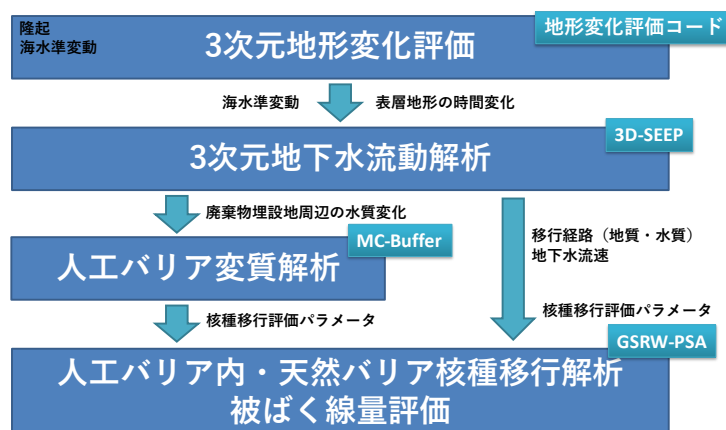 隆起
海水準変動
3次元地形変化評価
地形変化評価コード
海水準変動
表層地形の時間変化
3次元地下水流動解析
3D-SEEP
廃棄物埋設地周辺の水質変化
MC-Buffer
人工バリア変質解析
移行経路（地質・水質）
地下水流速
核種移行評価パラメータ
核種移行評価パラメータ
GSRW-PSA
人工バリア内・天然バリア核種移行解析
被ばく線量評価